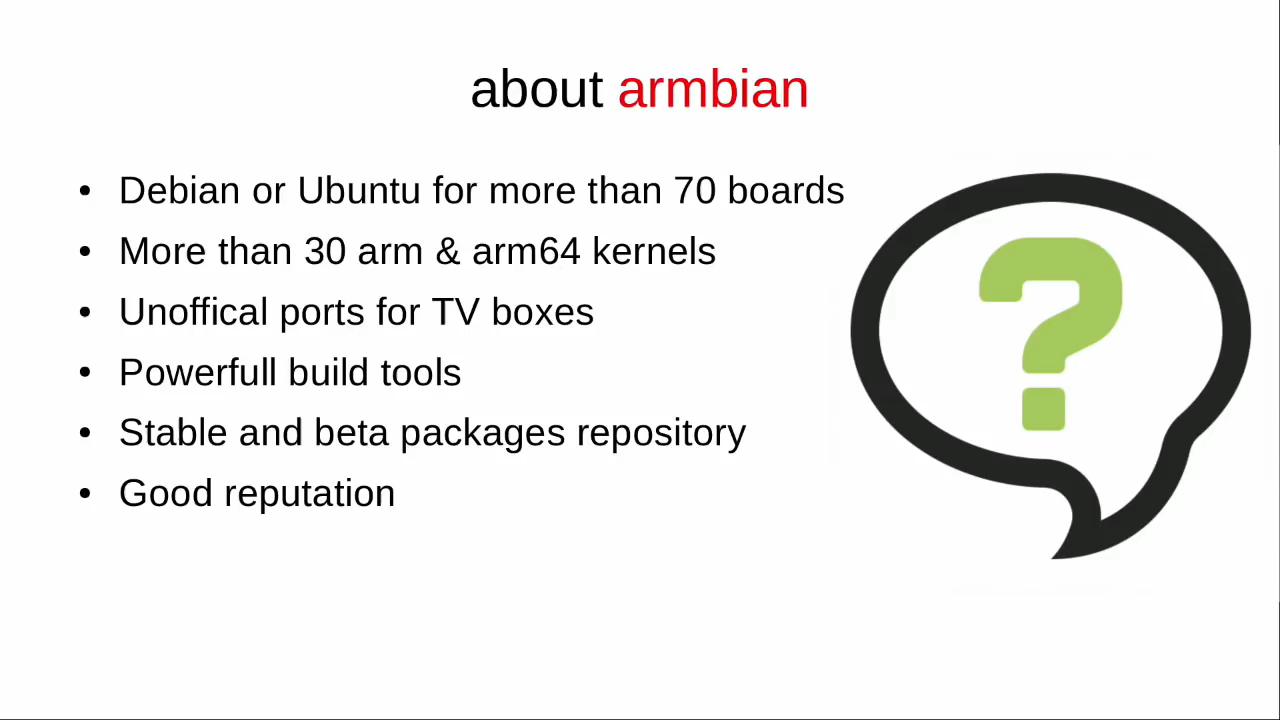 about armbian
• Debian or Ubuntu for more than 70 boards
• More than 30 arm & arm64 kernels
• Unoffical ports for TV boxes
• Powerfull build tools
• Stable and beta packages repository
• Good reputation
?